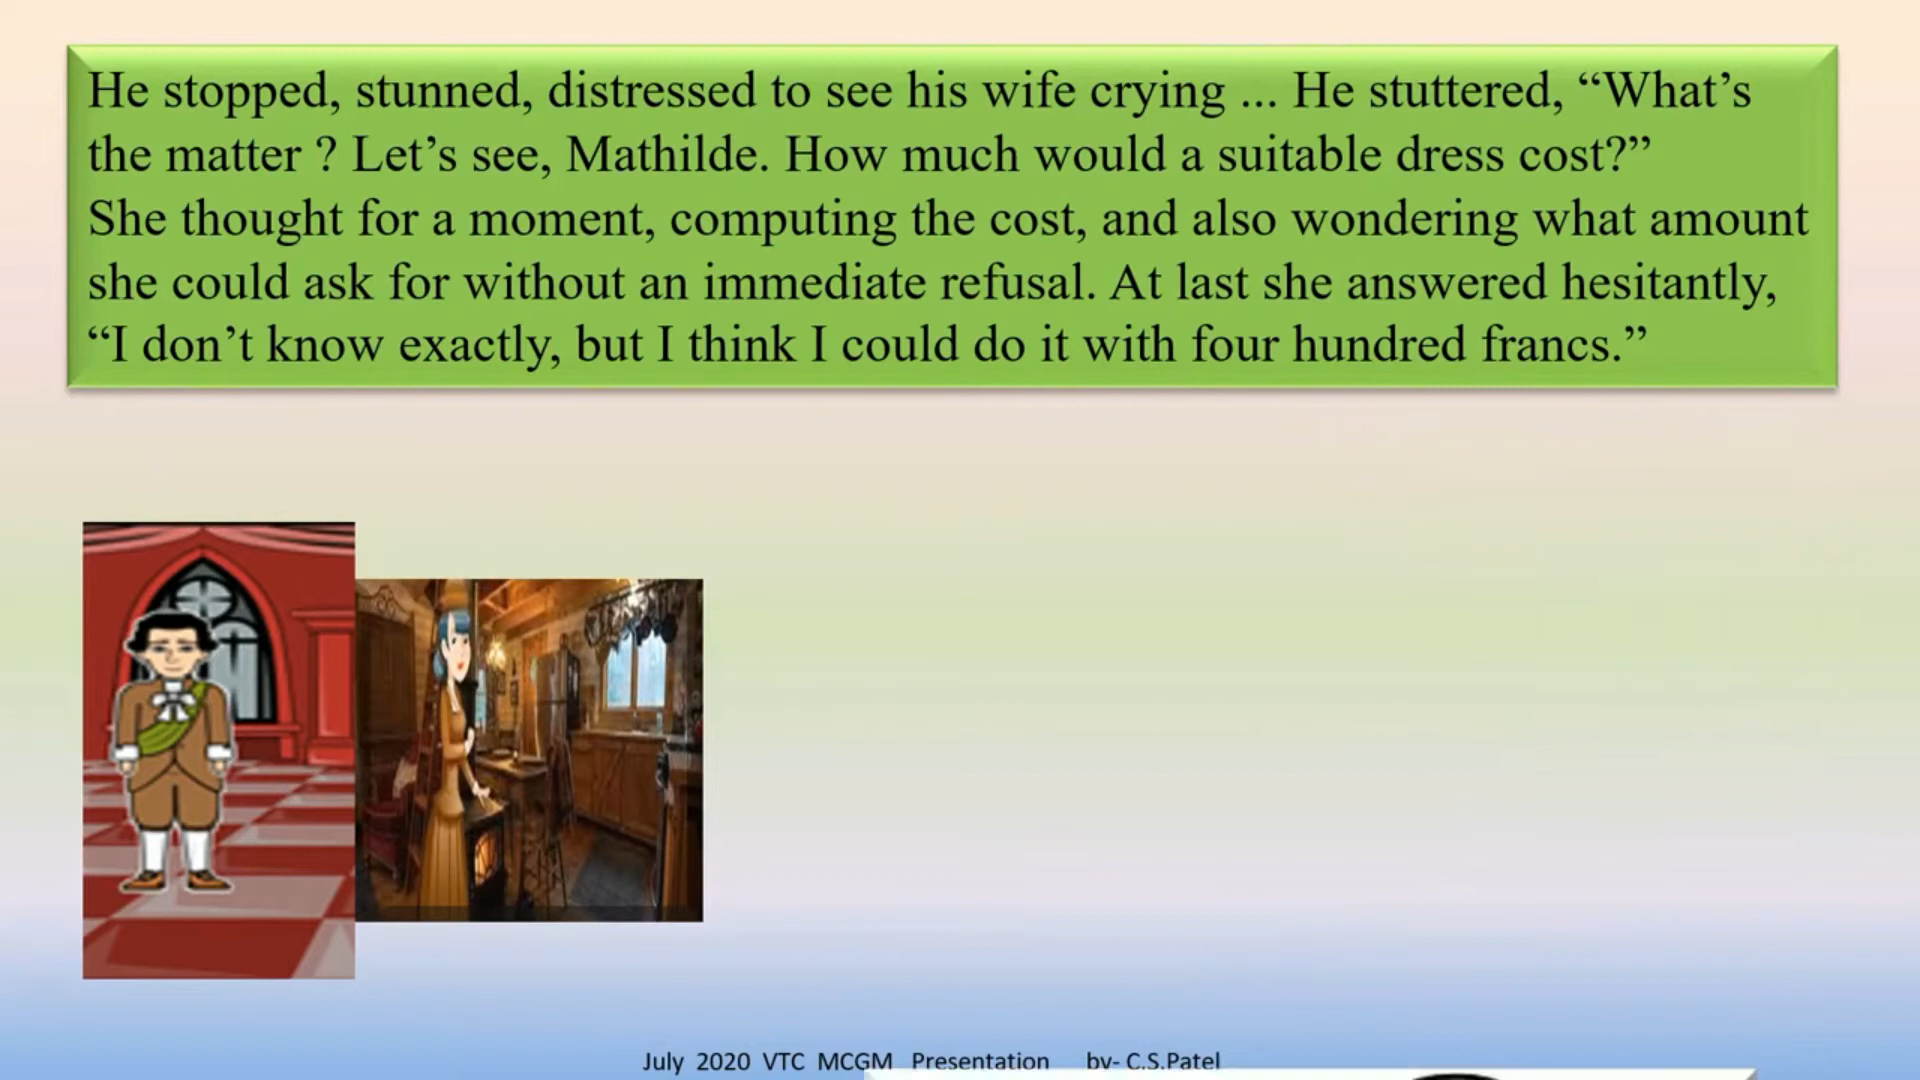 He stopped, stunned, distressed to see his wife crying ... He stuttered, “What’s
the matter ? Let’s see, Mathilde. How much would a suitable dress cost?”
She thought for a moment, computing the cost, and also wondering what amount
she could ask for without an immediate refusal. At last she answered hesitantly,
“I don’t know exactly, but I think I could do it with four hundred francs.”
July 2020 VTC MCGM Presentation by- C.S.Patel